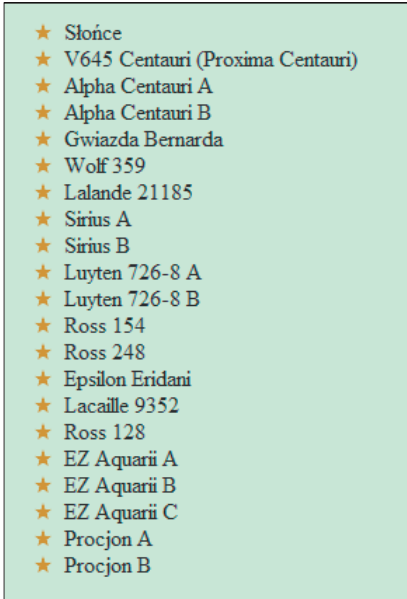 Słońce
V645 Centauri (Proxima Centauri)
Alpha Centauri A
Alpha Centauri B
Gwiazda Bernarda
Wolf 359
Lalande 21185
Sirius A
Sirius B
Luyten 726-8 A
Luyten 726-8 B
Ross 154
Ross 248
Epsilon Eridani
Lacaille 9352
Ross 128
EZ Aquarii A
EZ Aquarii B
EZ Aquarii C
Procjon A
Procjon B